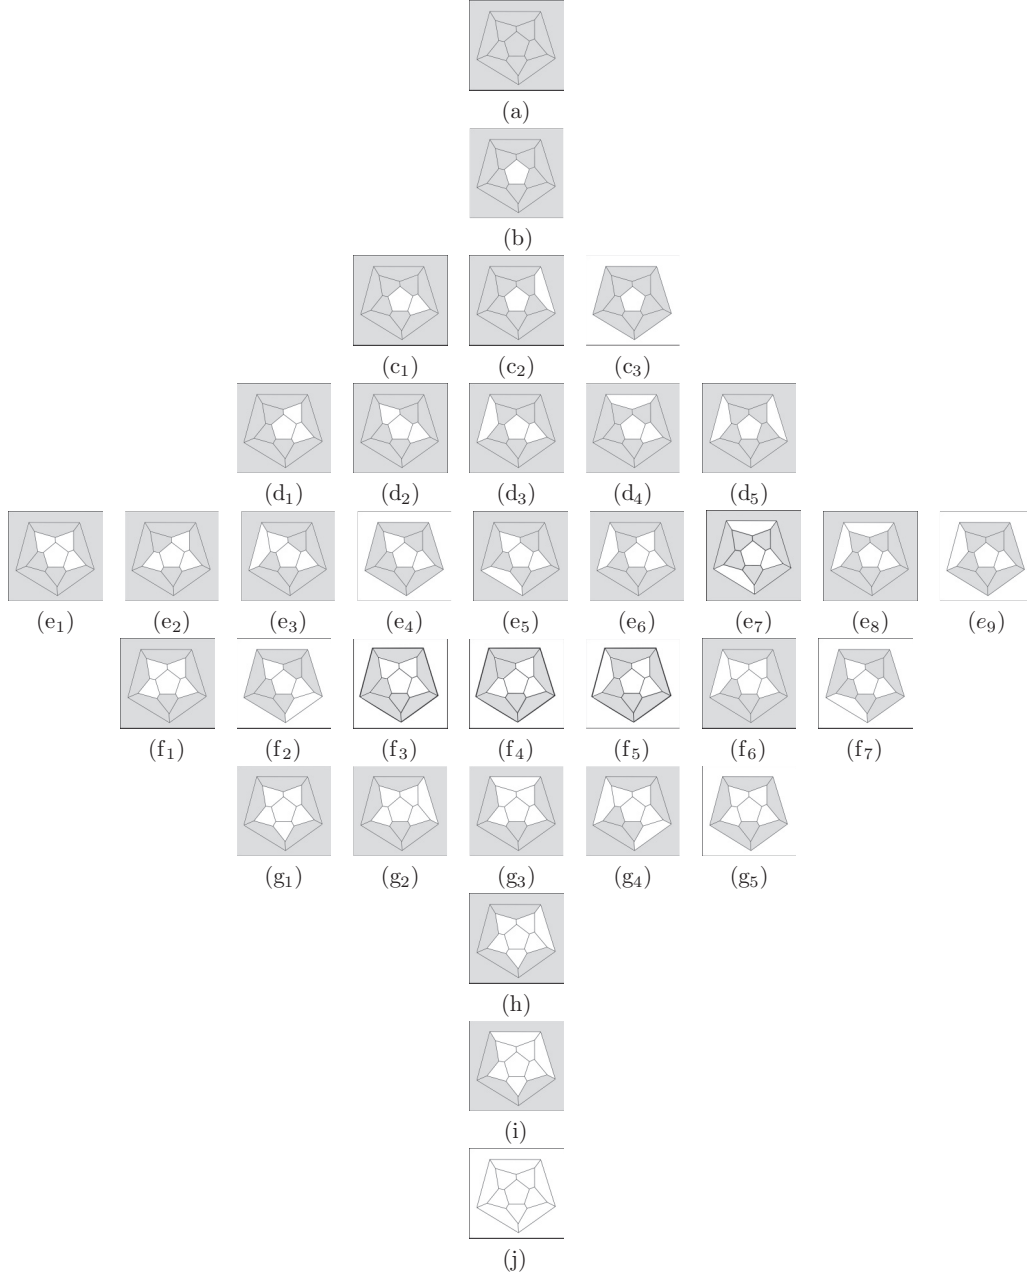 (a)
(b)
(c₁) (c₂) (c₃)
(d₁) (d₂) (d₃) (d₄) (d₅)
(e₁) (e₂) (e₃) (e₄) (e₅) (e₆) (e₇) (e₈) (e₉)
(f₁) (f₂) (f₃) (f₄) (f₅) (f₆) (f₇)
(g₁) (g₂) (g₃) (g₄) (g₅)
(h)
(i)
(j)